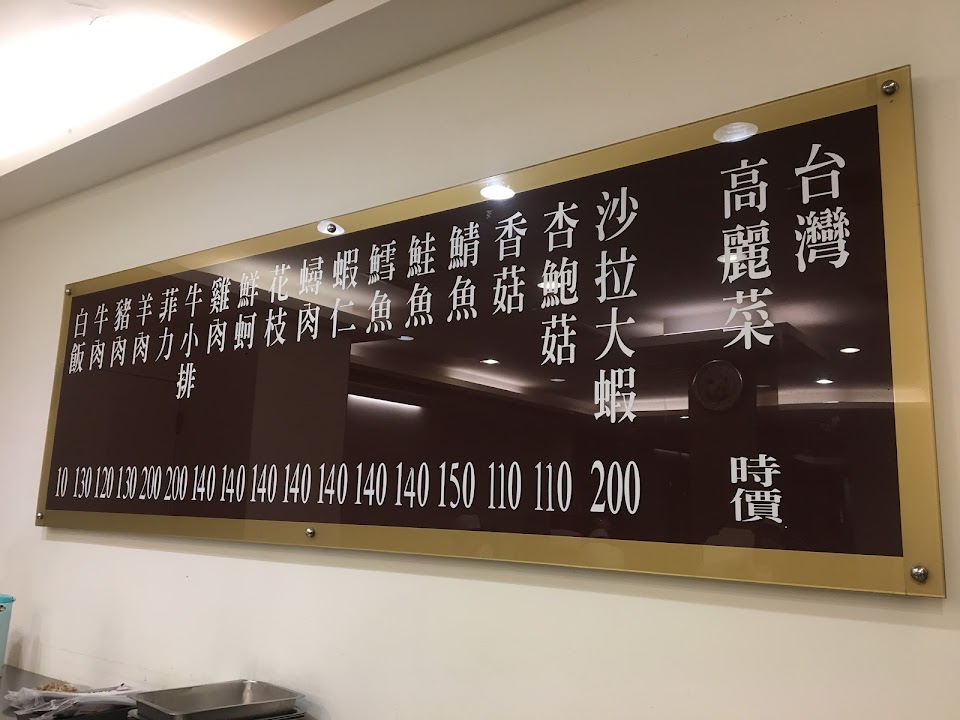 台灣
高麗菜 時價
沙拉大蝦 200
杏鮑菇 110
香菇 110
鯖魚 150
鮭魚 140
鱈魚 140
蝦仁 140
蟳肉 140
花枝 140
鮮蚵 140
雞肉 140
牛小排 200
菲力 200
羊肉 130
豬肉 120
牛肉 130
白飯 10